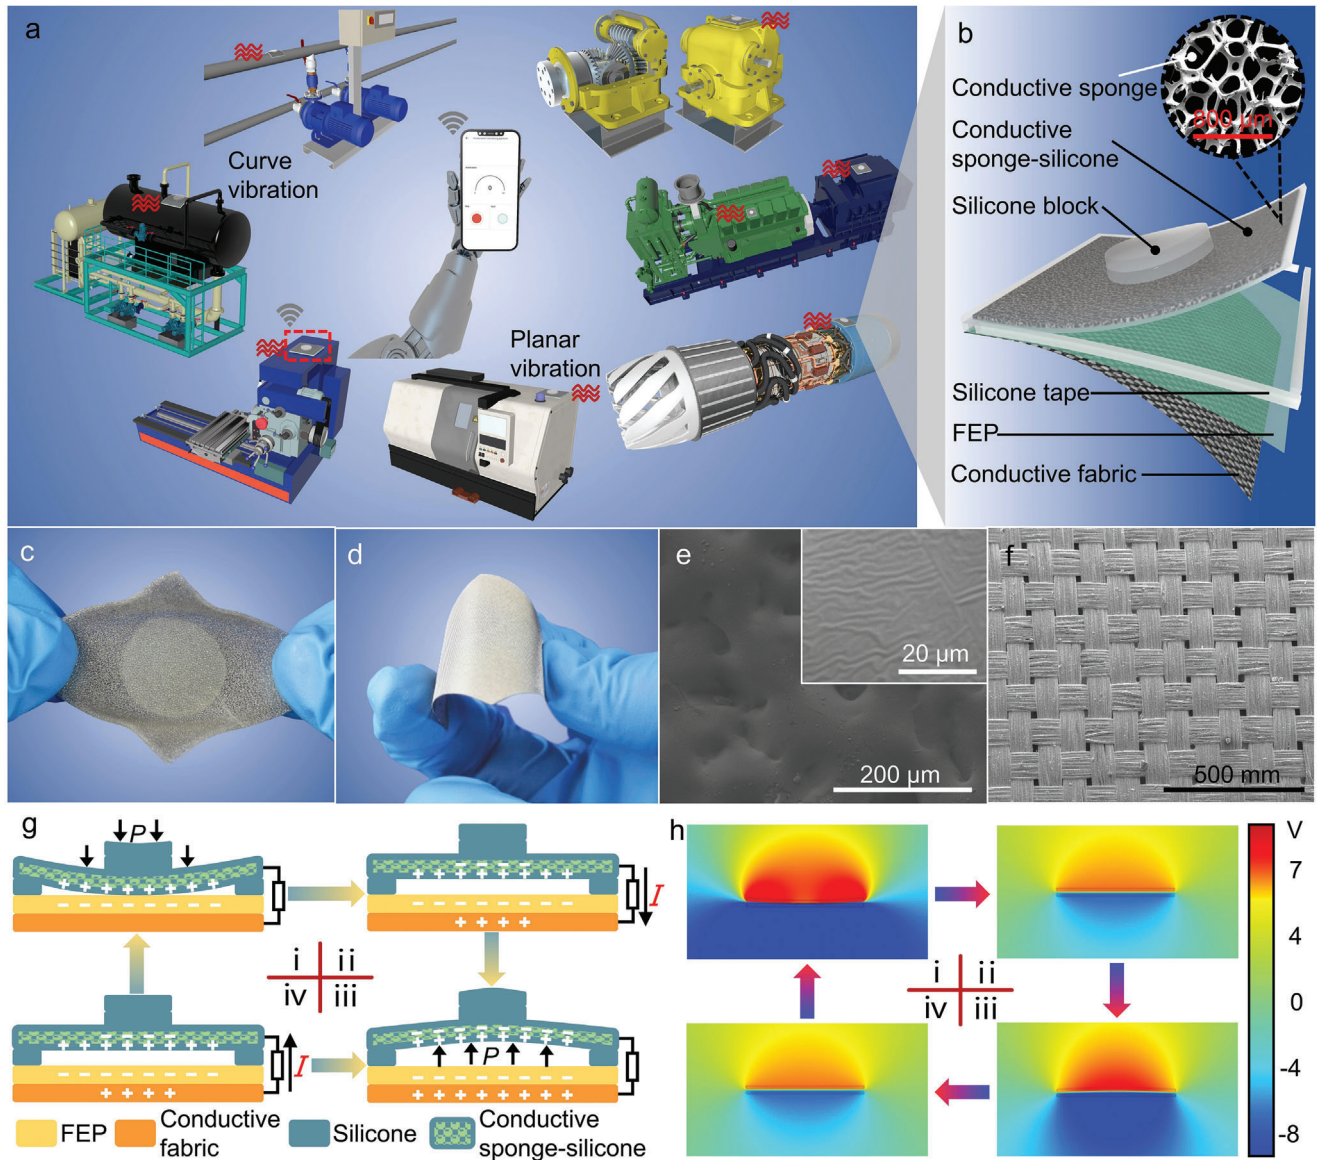 a
Curve
vibration
Planar
vibration
b
Conductive sponge
800 μm
Conductive
sponge-silicone
Silicone block
Silicone tape
FEP
Conductive fabric
c
d
e
20 μm
200 μm
f
500 mm
g
P
I
i
ii
iv
iii
I
P
FEP
Conductive
fabric
Silicone
Conductive
sponge-silicone
h
i
ii
iv
iii
V
7
4
0
-4
-8